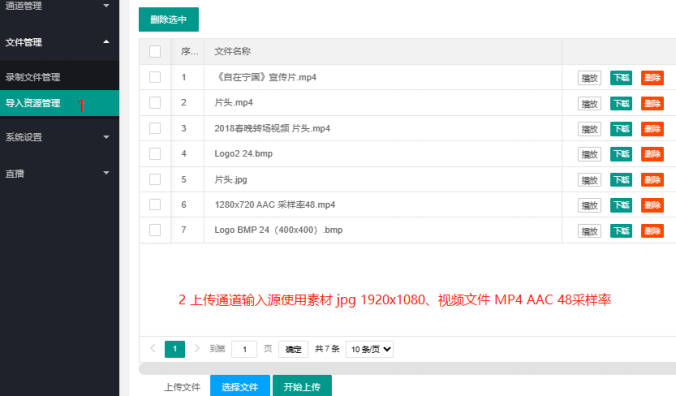 通道管理
删除选中
文件管理
序... 文件名称
录制文件管理
1 《自在宁国》宣传片.mp4 播放 下载 删除
导入资源管理 1
2 片头.mp4 播放 下载 删除
3 2018春晚转场视频 片头.mp4 播放 下载 删除
系统设置
4 Logo2 24.bmp 播放 下载 删除
直播
5 片头.jpg 播放 下载 删除
6 1280x720 AAC 采样率48.mp4 播放 下载 删除
7 Logo BMP 24（400x400）.bmp 播放 下载 删除
2 上传通道输入源使用素材 jpg 1920x1080、视频文件 MP4 AAC 48采样率
1 到第 1 页 确定 共 7 条 10 条/页
上传文件 选择文件 开始上传